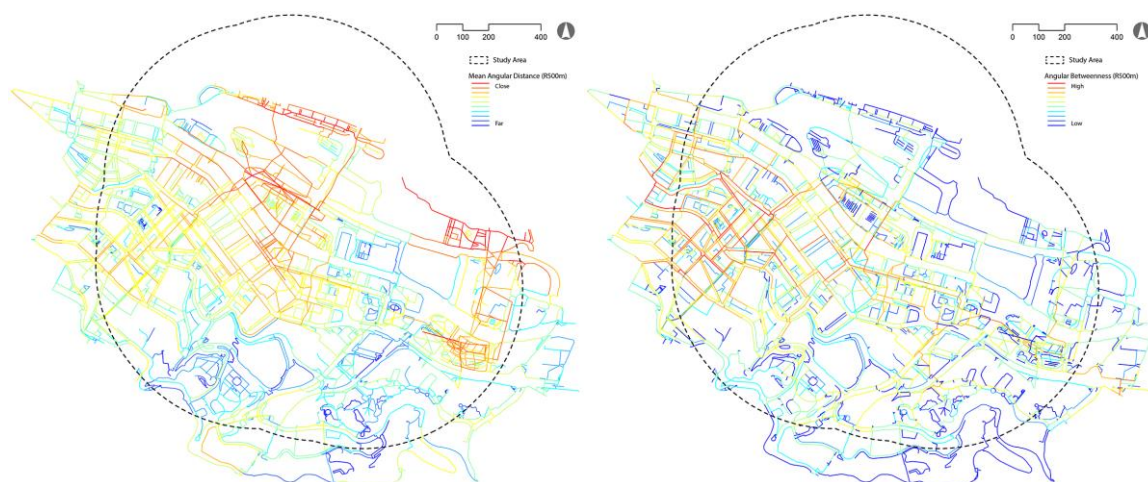 0 100 200 400
Study Area
Mean Angular Distance (R500m)
Close
Far
0 100 200 400
Study Area
Angular Betweenness (R500m)
High
Low